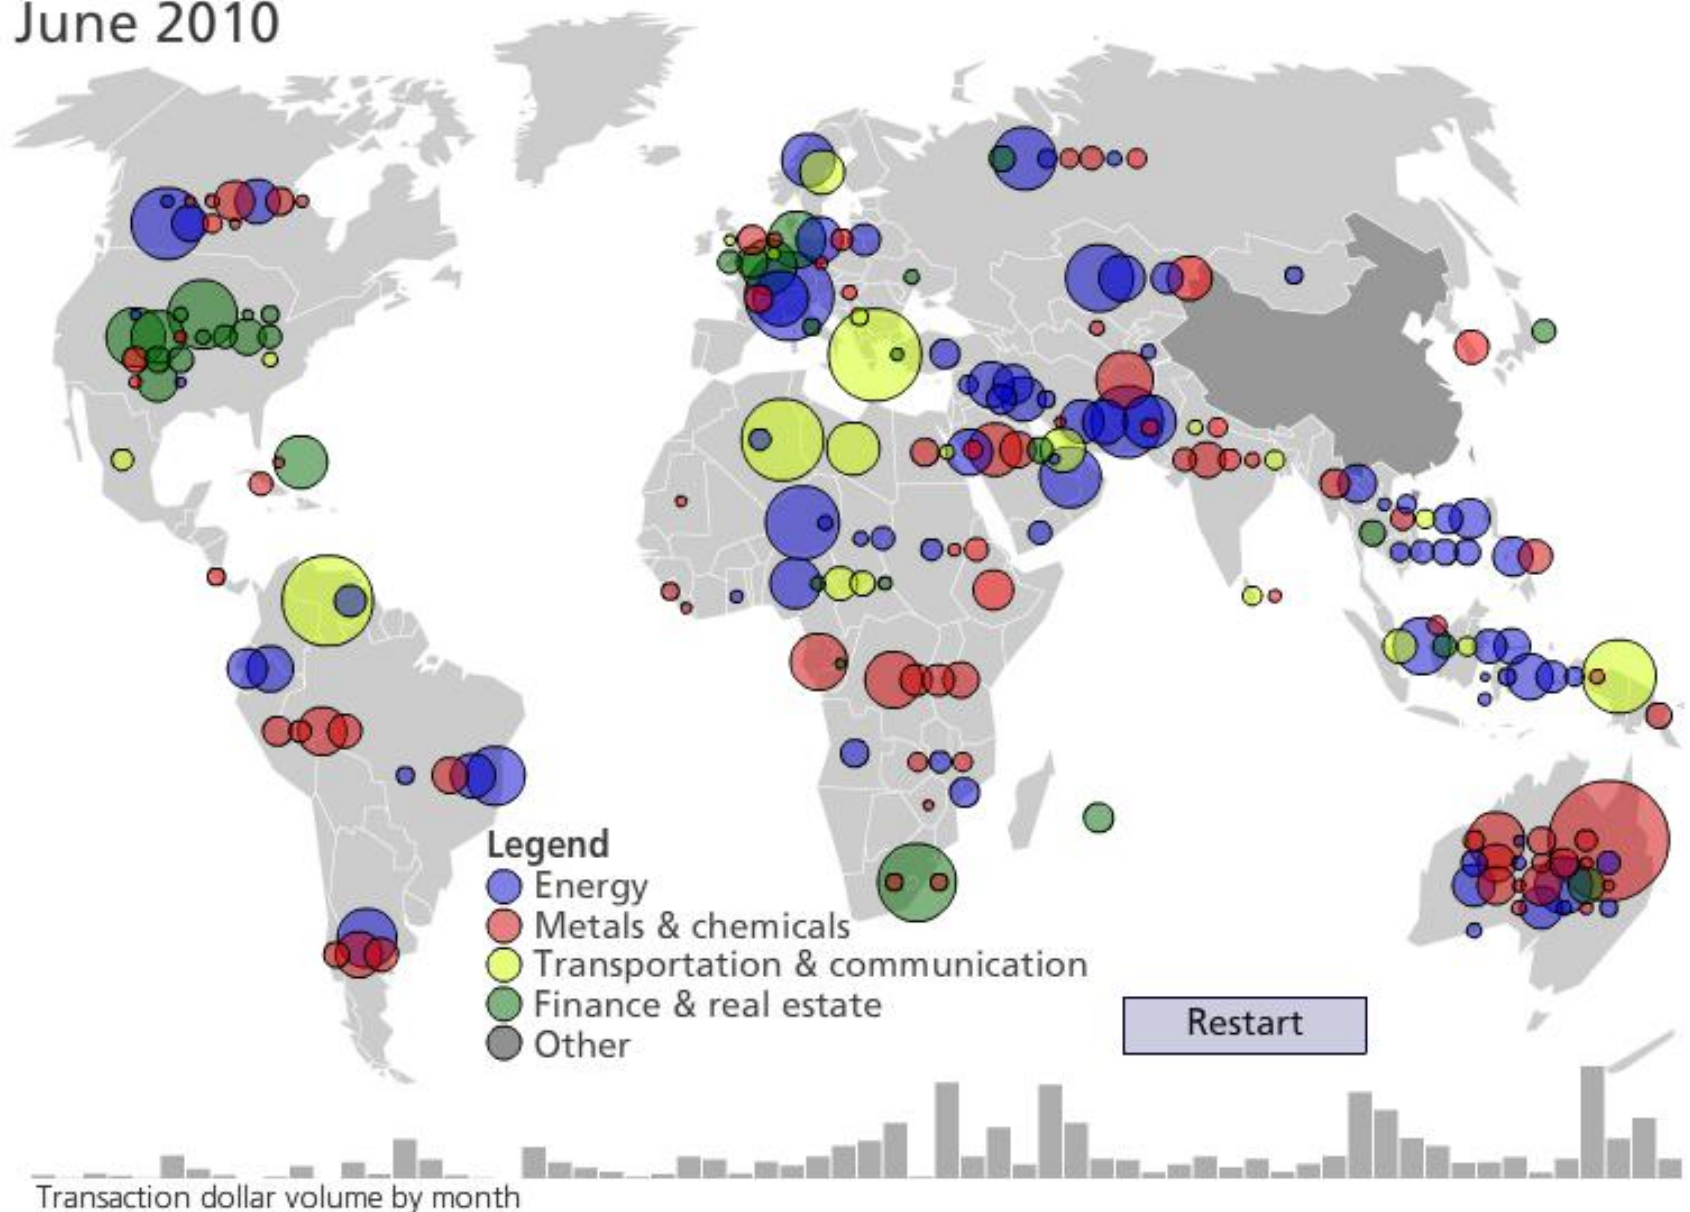 June 2010
Legend
Energy
Metals & chemicals
Transportation & communication
Finance & real estate
Other
Restart
Transaction dollar volume by month